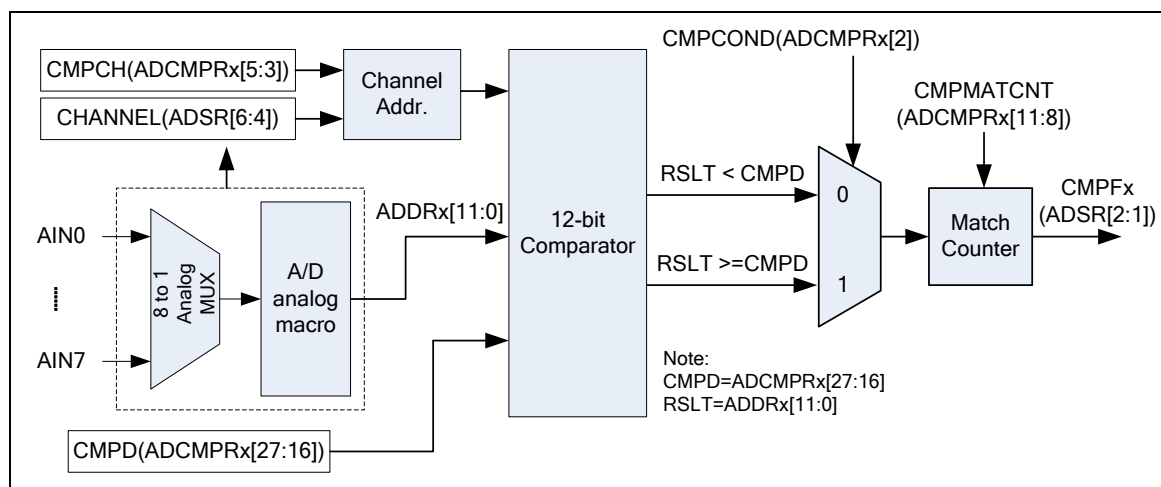 CMPCH(ADCMPRx[5:3])
CHANNEL(ADSR[6:4])
Channel
Addr.
CMPCOND(ADCMPRx[2])
CMPMATCNT
(ADCMPRx[11:8])
AIN0
AIN7
8 to 1
Analog
MUX
A/D
analog
macro
ADDRx[11:0]
12-bit
Comparator
RSLT < CMPD
RSLT >=CMPD
0
1
Match
Counter
CMPFx
(ADSR[2:1])
CMPD(ADCMPRx[27:16])
Note:
CMPD=ADCMPRx[27:16]
RSLT=ADDRx[11:0]